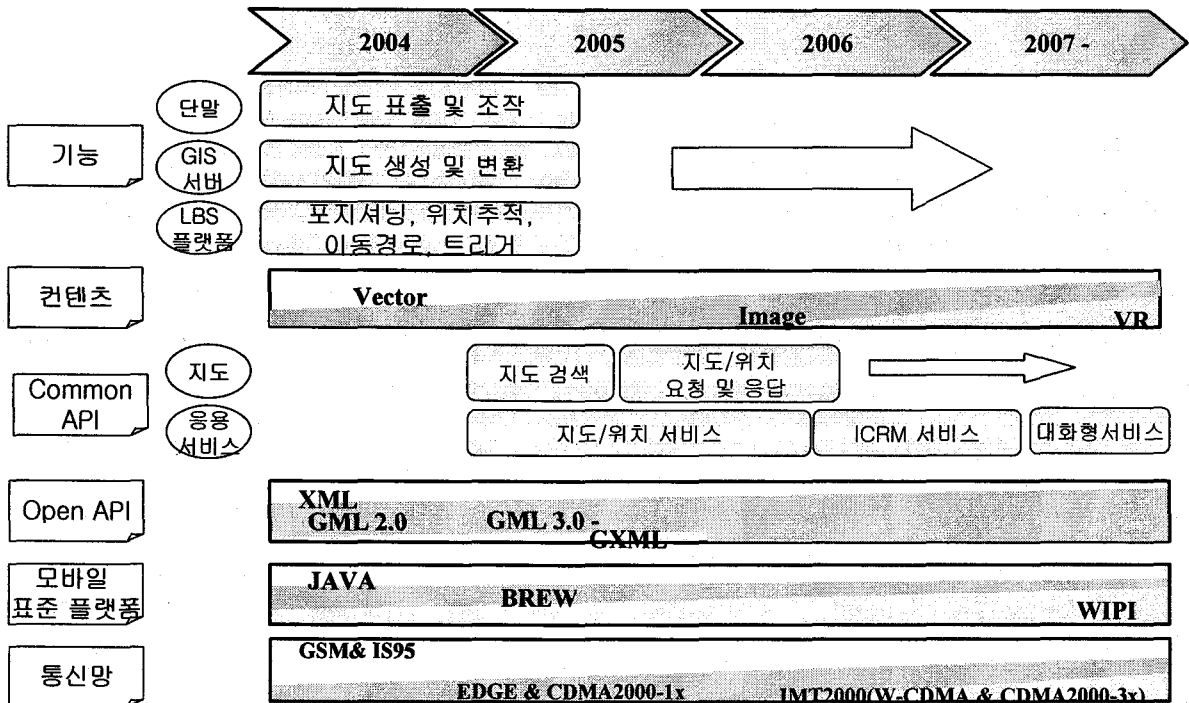 2004
2005
2006
2007 -
기능
단말
지도 표출 및 조작
GIS
서버
지도 생성 및 변환
LBS
플랫폼
포지셔닝, 위치추적,
이동경로, 트리거
컨텐츠
Vector
Image
VR
Common
API
지도
지도 검색
지도/위치
요청 및 응답
응용
서비스
지도/위치 서비스
ICRM 서비스
대화형서비스
Open API
XML
GML 2.0
GML 3.0 -
GXML
모바일
표준 플랫폼
JAVA
BREW
WIPI
통신망
GSM& IS95
EDGE & CDMA2000-1x
IMT2000(W-CDMA & CDMA2000-3x)